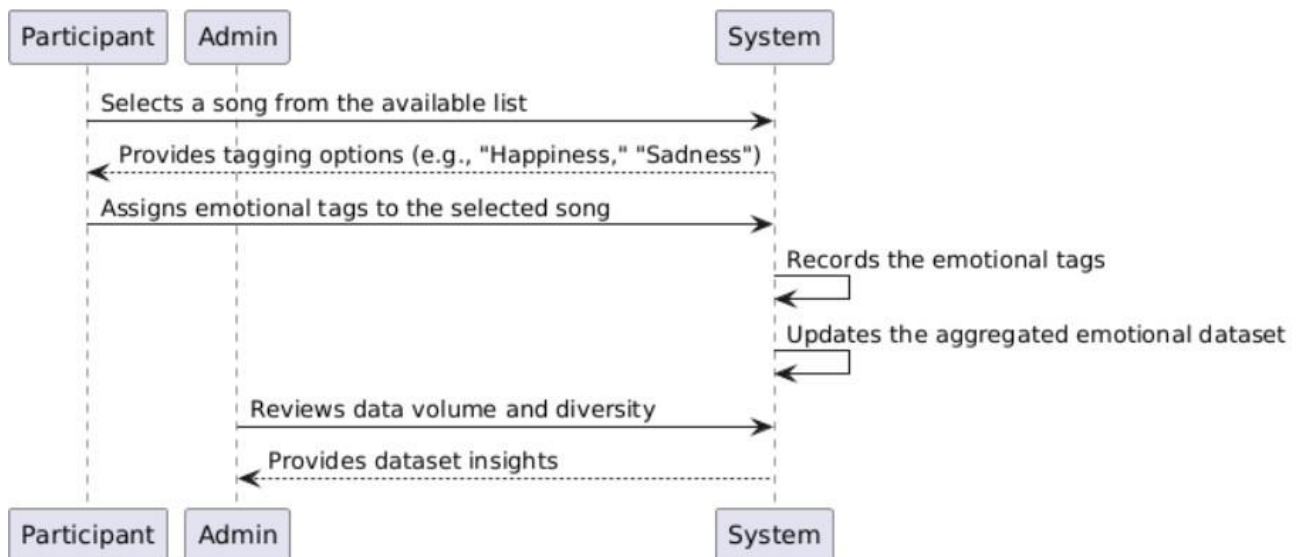 Participant Admin System
Selects a song from the available list
Provides tagging options (e.g., "Happiness," "Sadness")
Assigns emotional tags to the selected song
Records the emotional tags
Updates the aggregated emotional dataset
Reviews data volume and diversity
Provides dataset insights
Participant Admin System